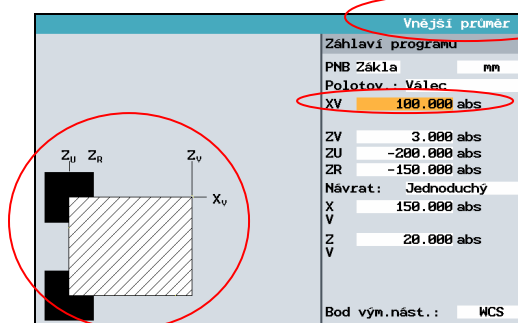 Vnější průměr
Záhlaví programu
PNB Zákla mm
Polotov.: Válec
XV 100.000 abs
ZV 3.000 abs
ZU -200.000 abs
ZR -150.000 abs
Návrat: Jednoduchý
X 150.000 abs
V
Z 20.000 abs
V
Bod vým.nást.: WCS
ZU ZR ZV
XV